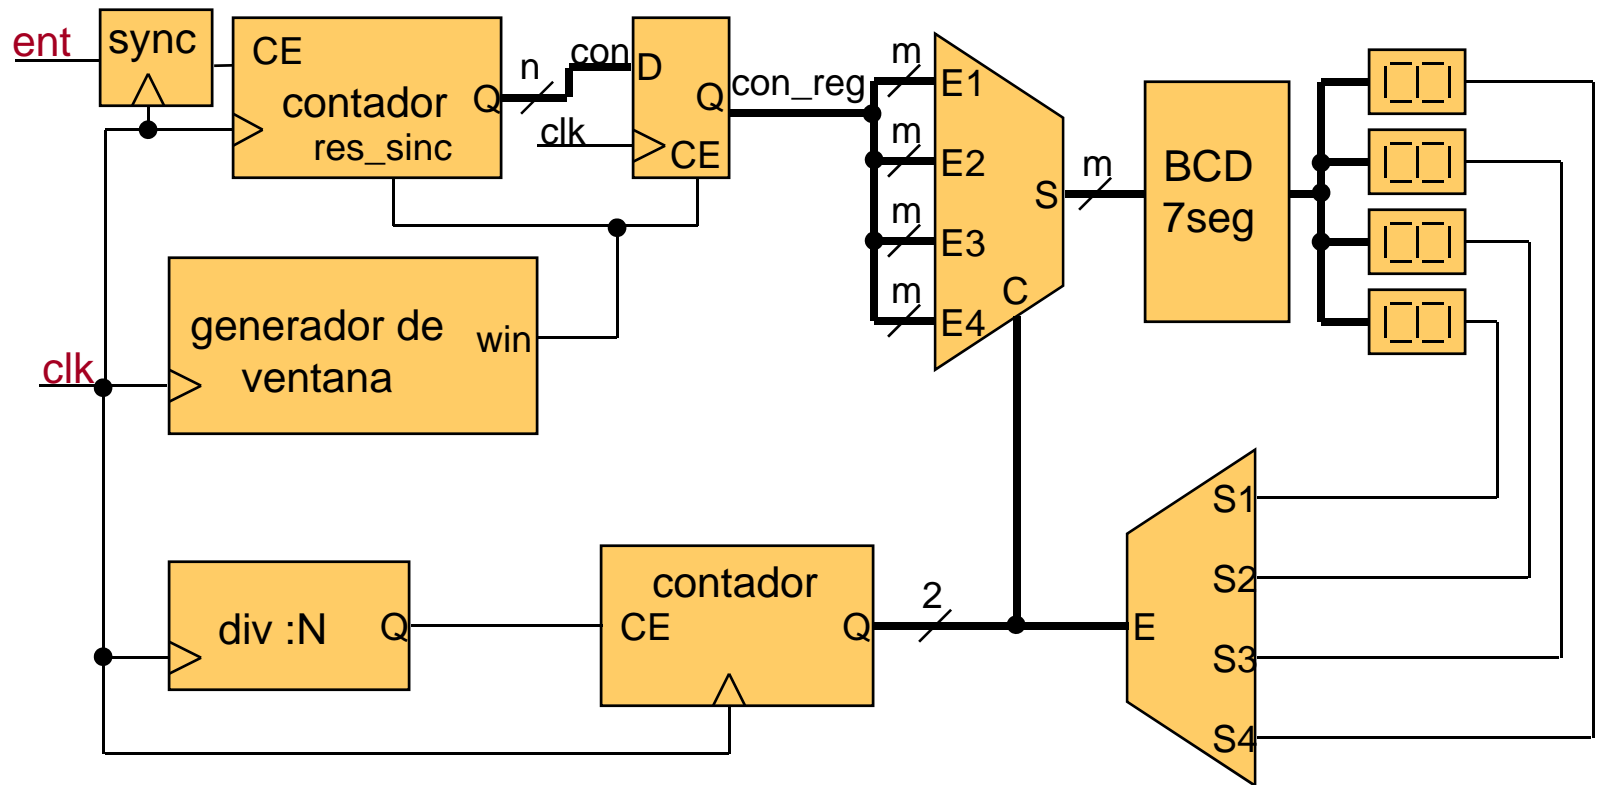 ent
sync
CE
contador
res_sinc
Q
n
con
D
Q
clk
CE
con_reg
m
E1
m
E2
m
E3
m
E4
S
C
m
BCD
7seg
generador de
ventana
win
clk
div :N
Q
contador
CE
Q
2
E
S1
S2
S3
S4